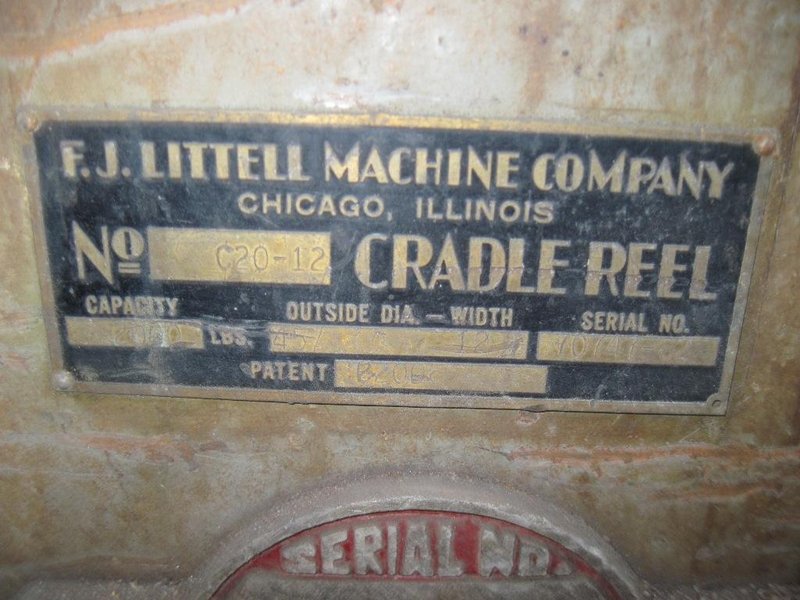 F.J. LITTELL MACHINE COMPANY
CHICAGO, ILLINOIS
No C20-12 CRADLE REEL
CAPACITY OUTSIDE DIA. - WIDTH SERIAL NO.
LBS.
PATENT
SERIAL NO.